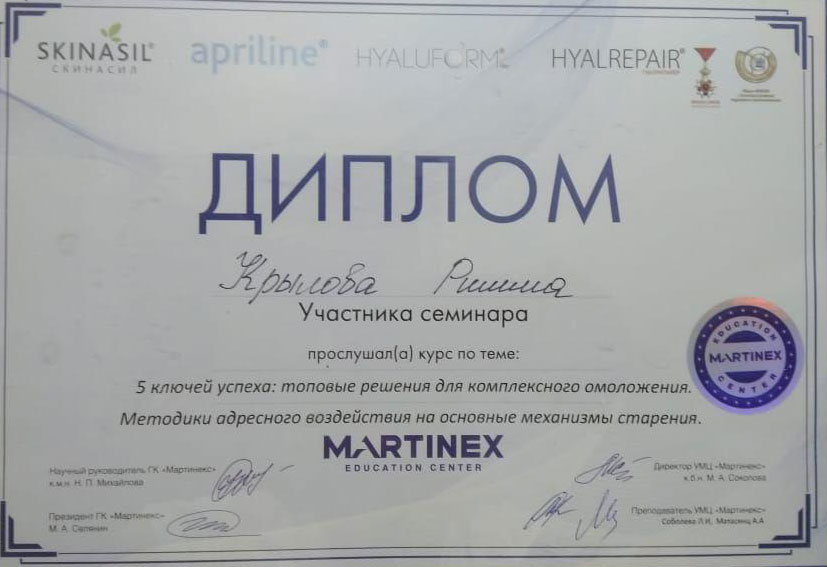 SKINASIL®
СКИНАСИЛ
apriline®
HYALUFORM®
HYALREPAIR®
ДИПЛОМ
Крылова Римма
Участника семинара
прослушал(а) курс по теме:
5 ключей успеха: топовые решения для комплексного омоложения.
Методики адресного воздействия на основные механизмы старения.
EDUCATION
MARTINEX
CENTER
MARTINEX
EDUCATION CENTER
Научный руководитель ГК «Мартинекс»
к.м.н. Н. П. Михайлова
Директор УМЦ «Мартинекс»
к.б.н. М. А. Соколова
Президент ГК «Мартинекс»
М. А. Селянин
Преподаватель УМЦ «Мартинекс»
Соболева Л.И, Матасянц А.А